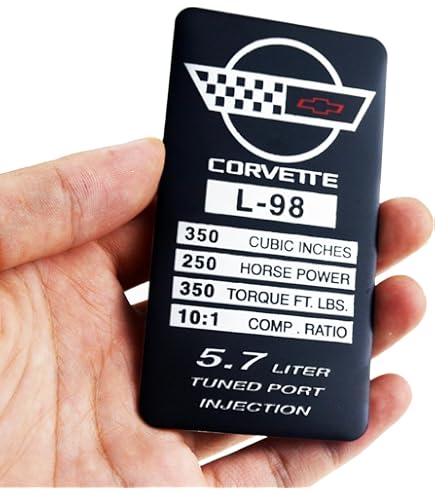 CORVETTE
L-98
350 CUBIC INCHES
250 HORSE POWER
350 TORQUE FT. LBS.
10:1 COMP . RATIO
5.7 LITER
TUNED PORT
INJECTION